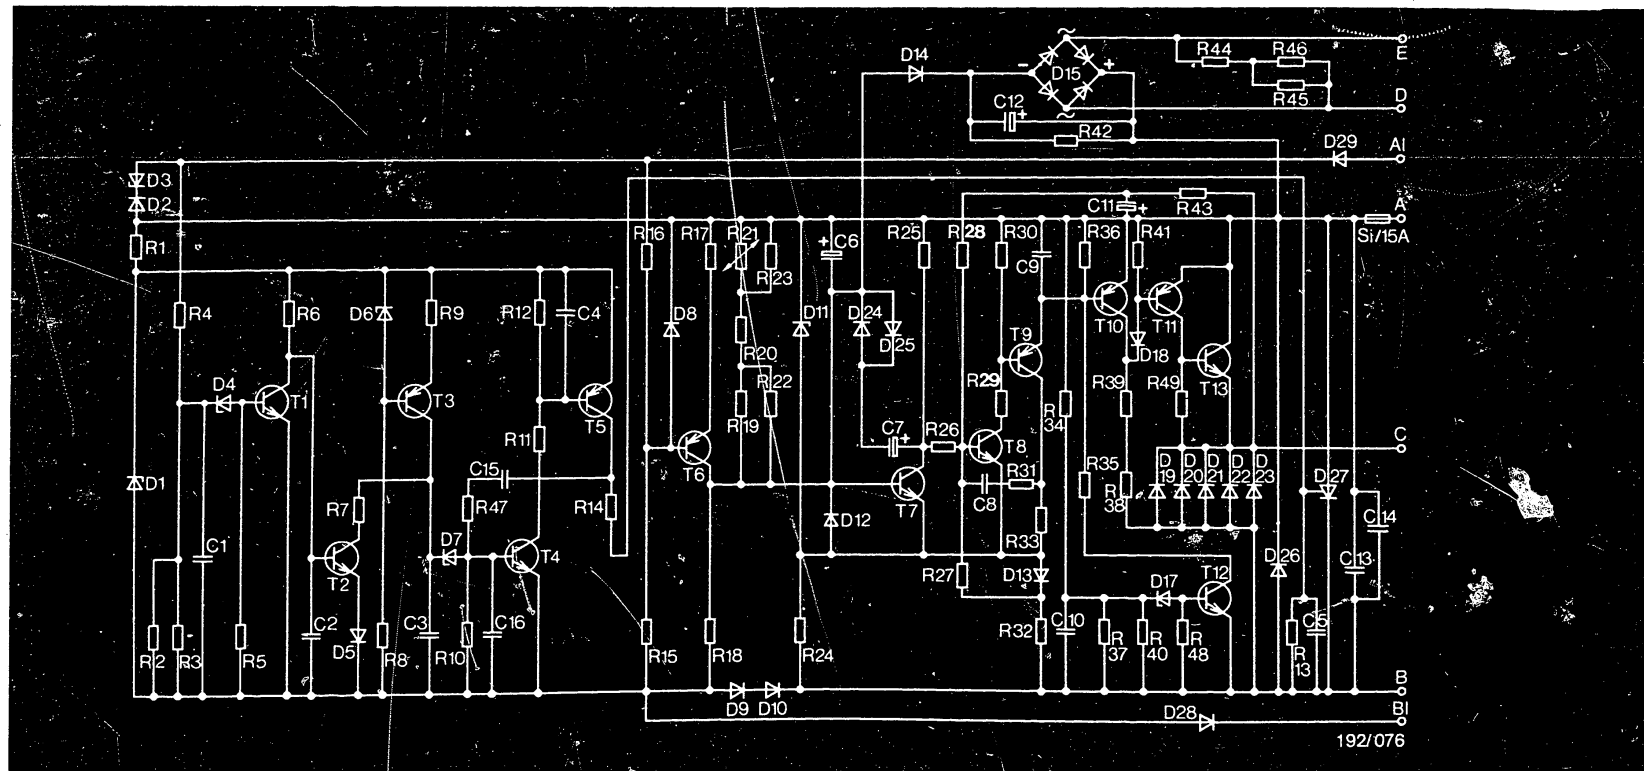 D14
~
- D15 +
~
R44 R46
R45
E
D
C12 +
R42
D29 A1
D3
D2
R1
C11 +
R43
A
Si/15A
R16 R17 R21
R23
+ C6
R25 R28 R30
C9
R36 R41
R4
R6
D6
R9
R12
C4
D8
R20
R22
R19
D11
D24
D25
T9
T10
T11
D18
T13
D4
T1
T3
T5
R11
R29
R34
R39
R49
C7 +
R26
T8
T6
C
D1
C15
R47
R14
R7
D7
T4
T2
D12
T7
C8
R31
R33
R35
R38
D19 D20 D21 D22 D23
D27
C14
C13
C1
R27
D13
D17
T12
D26
R2 R3 R5
C2
D5
R8
C3
R10
C16
R15 R18 R24
R32
C10
R37
R40
R48
R13
C5
D9 D10
B
D28
B1
192/076